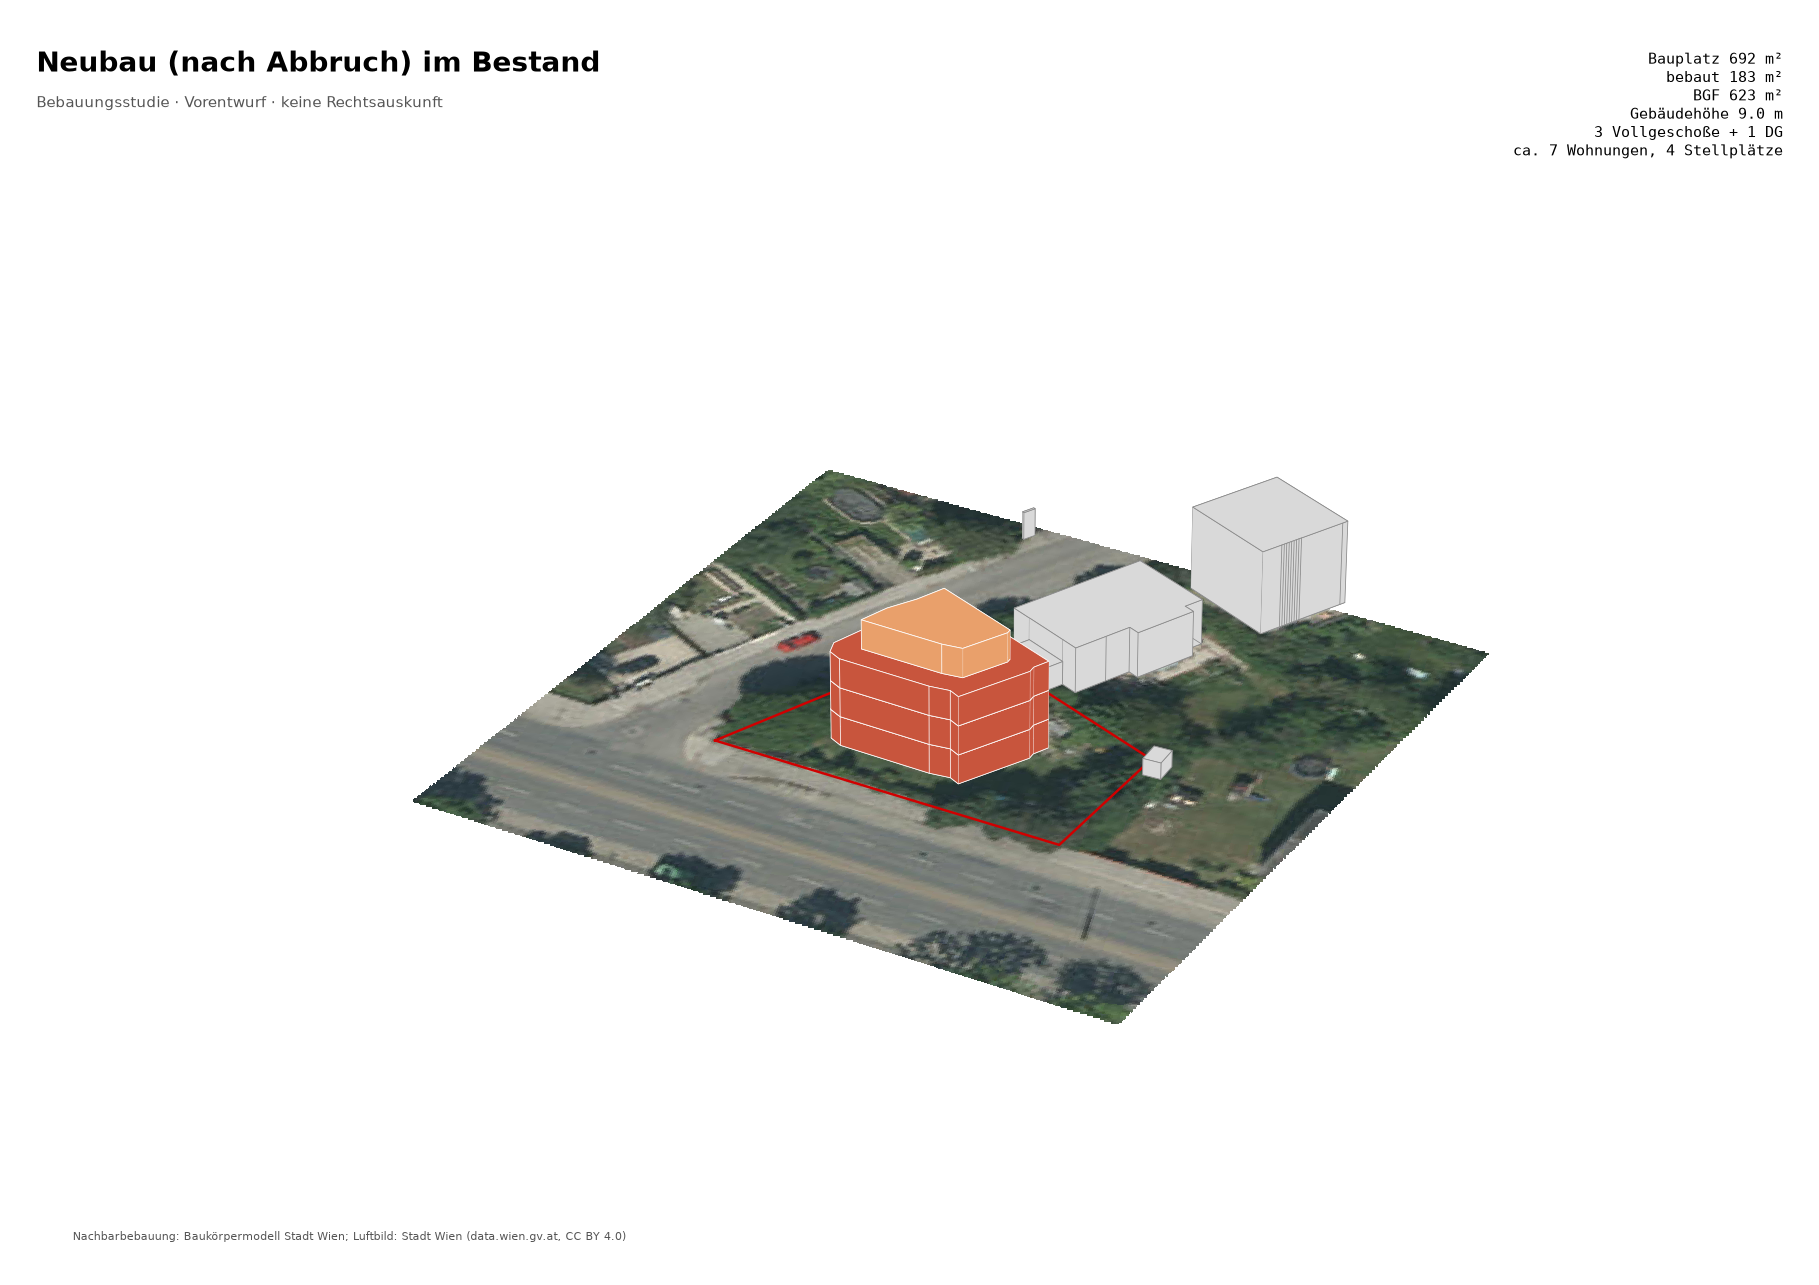 Neubau (nach Abbruch) im Bestand
Bebauungsstudie · Vorentwurf · keine Rechtsauskunft
Bauplatz 692 m²
bebaut 183 m²
BGF 623 m²
Gebäudehöhe 9.0 m
3 Vollgeschoße + 1 DG
ca. 7 Wohnungen, 4 Stellplätze
Nachbarbebauung: Baukörpermodell Stadt Wien; Luftbild: Stadt Wien (data.wien.gv.at, CC BY 4.0)